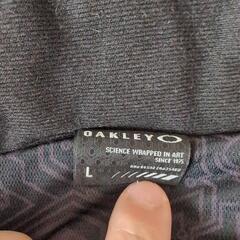 OAKLEY
SCIENCE WRAPPED IN ART
SINCE 1975
L